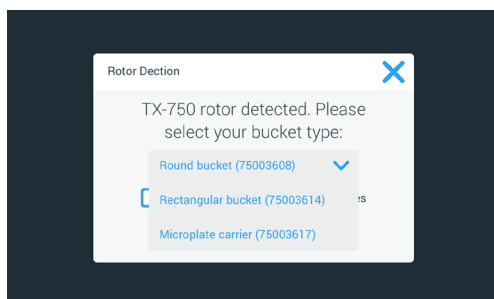 Rotor Dection
TX-750 rotor detected. Please
select your bucket type:
Round bucket (75003608)
Rectangular bucket (75003614)
Microplate carrier (75003617)